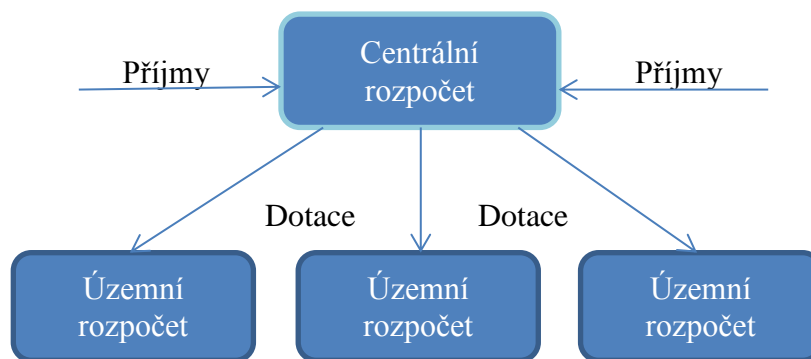 Příjmy
Centrální
rozpočet
Příjmy
Dotace
Dotace
Územní
rozpočet
Územní
rozpočet
Územní
rozpočet